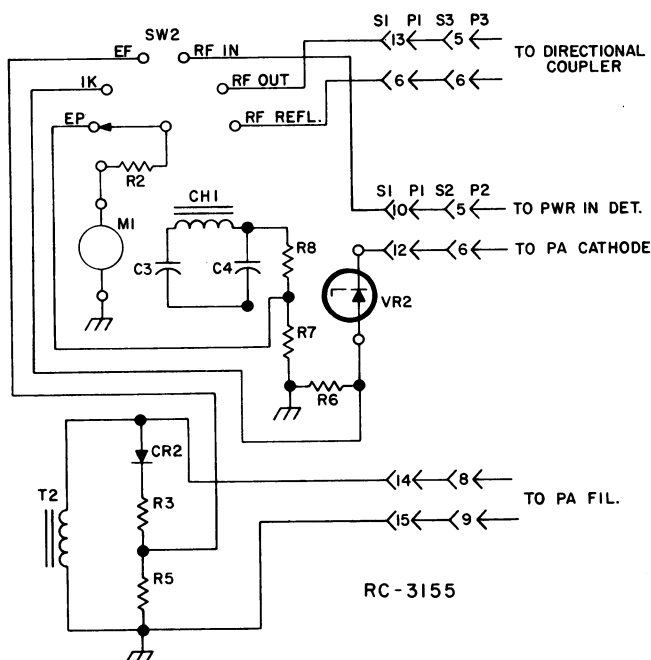 SW2
S1 P1 S3 P3
EF RF IN
13 5
TO DIRECTIONAL
COUPLER
IK RF OUT
6 6
EP RF REFL.
R2
CH1
S1 P1 S2 P2
10 5 TO PWR IN DET.
M1
12 6 TO PA CATHODE
R8
C3 C4
VR2
R7
R6
CR2
14 8
T2 R3
TO PA FIL.
15 9
R5
RC-3155